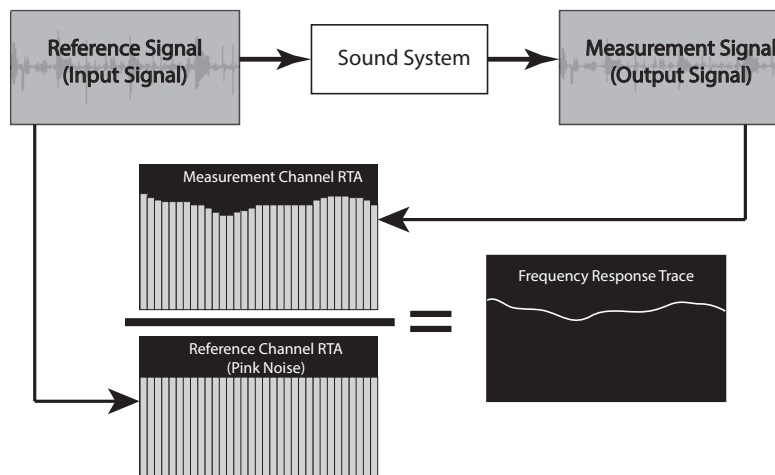 Reference Signal
(Input Signal)
Sound System
Measurement Signal
(Output Signal)
Measurement Channel RTA
Frequency Response Trace
Reference Channel RTA
(Pink Noise)